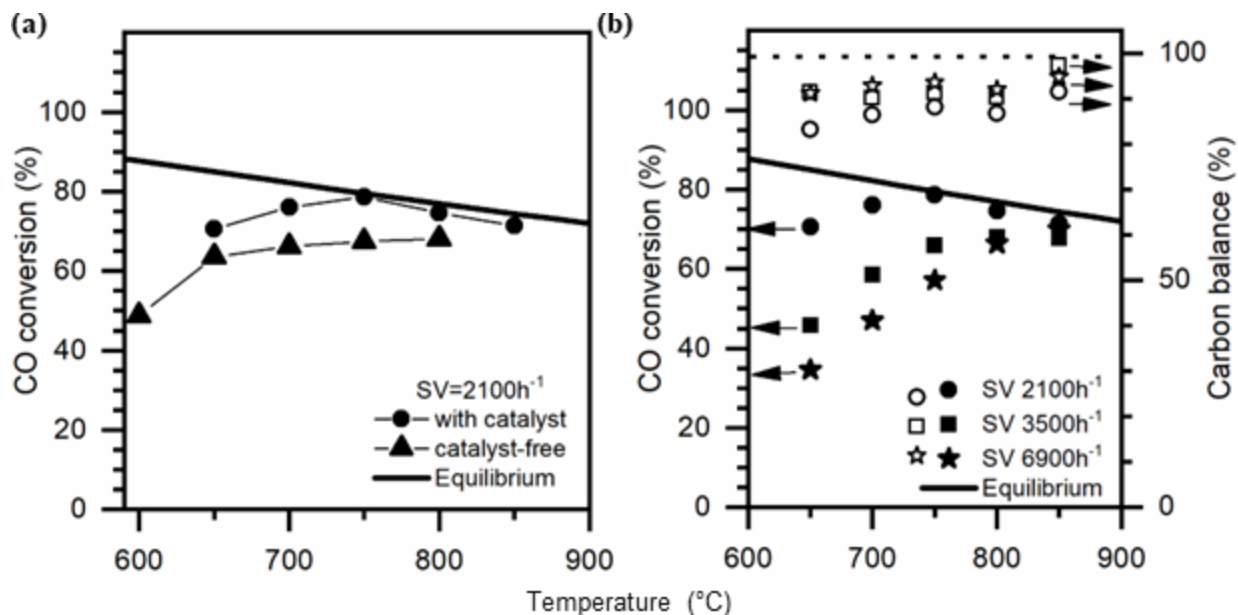 (a)
CO conversion (%)
100
80
60
40
20
0
600
700
800
900
SV=2100h⁻¹
with catalyst
catalyst-free
Equilibrium
(b)
CO conversion (%)
100
80
60
40
20
0
600
700
800
900
100
50
0
Carbon balance (%)
SV 2100h⁻¹
SV 3500h⁻¹
SV 6900h⁻¹
Equilibrium
Temperature (°C)